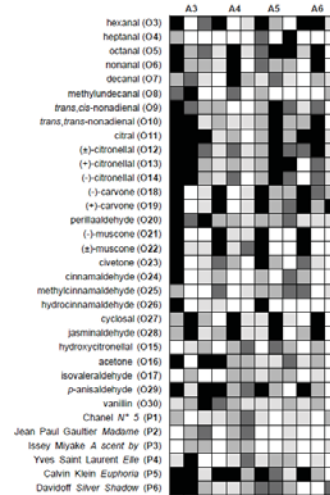 A3 A4 A5 A6
hexanal (O3)
heptanal (O4)
octanal (O5)
nonanal (O6)
decanal (O7)
methylundecanal (O8)
trans,cis-nonadienal (O9)
trans,trans-nonadienal (O10)
citral (O11)
(±)-citronellal (O12)
(+)-citronellal (O13)
(-)-citronellal (O14)
(-)-carvone (O18)
(+)-carvone (O19)
perillaaldehyde (O20)
(-)-muscone (O21)
(±)-muscone (O22)
civetone (O23)
cinnamaldehyde (O24)
methylcinnamaldehyde (O25)
hydrocinnamaldehyde (O26)
cyclosal (O27)
jasminaldehyde (O28)
hydroxycitronellal (O15)
acetone (O16)
isovaleraldehyde (O17)
p-anisaldehyde (O29)
vanillin (O30)
Chanel N° 5 (P1)
Jean Paul Gaultier Madame (P2)
Issey Miyake A scent by (P3)
Yves Saint Laurent Elle (P4)
Calvin Klein Euphoria (P5)
Davidoff Silver Shadow (P6)